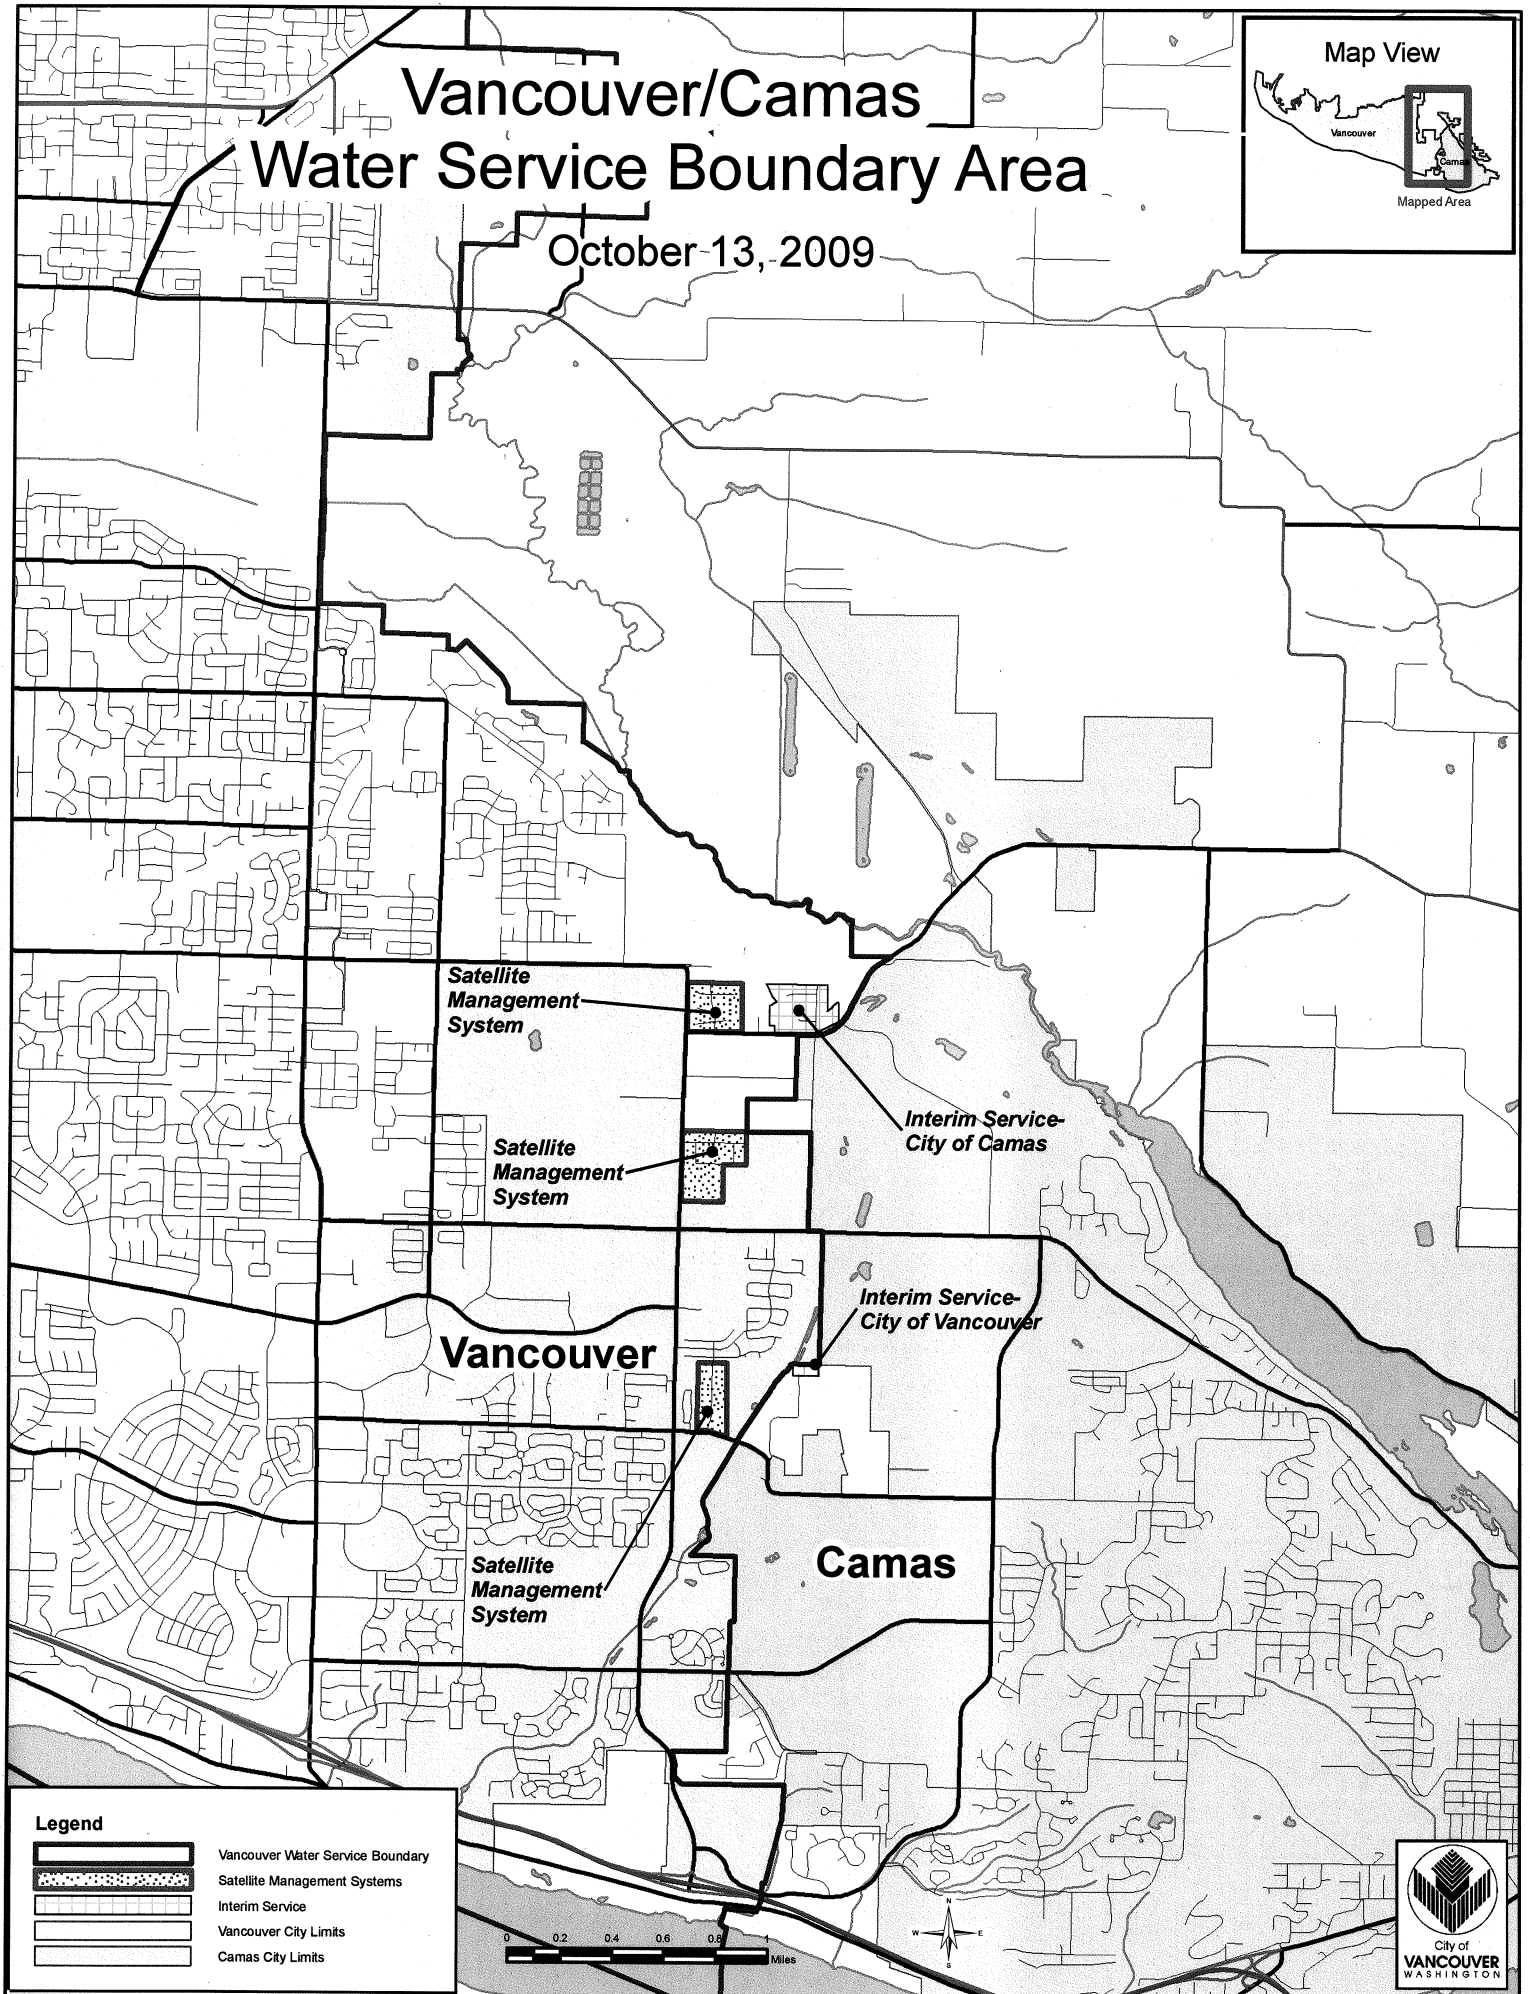 Vancouver/Camas
Water Service Boundary Area
October 13, 2009
Map View
Vancouver
Camas
Mapped Area
Satellite
Management
System
Interim Service-
City of Camas
Satellite
Management
System
Interim Service-
City of Vancouver
Vancouver
Camas
Satellite
Management
System
Legend
Vancouver Water Service Boundary
Satellite Management Systems
Interim Service
Vancouver City Limits
Camas City Limits
0 0.2 0.4 0.6 0.8 1
Miles
N
W E
S
City of
VANCOUVER
WASHINGTON